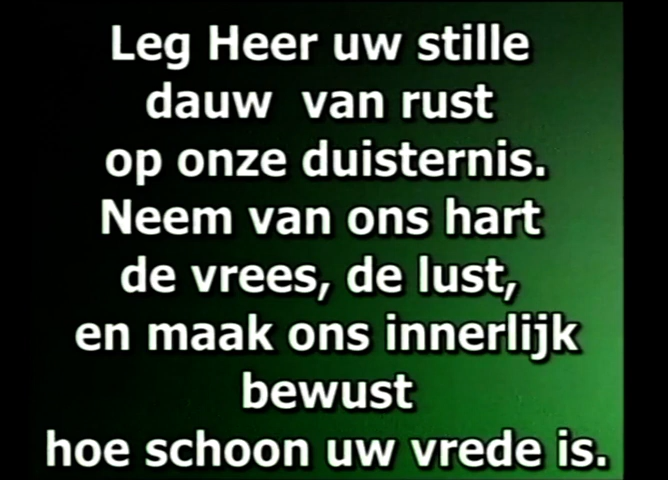 Leg Heer uw stille
dauw van rust
op onze duisternis.
Neem van ons hart
de vrees, de lust,
en maak ons innerlijk
bewust
hoe schoon uw vrede is.